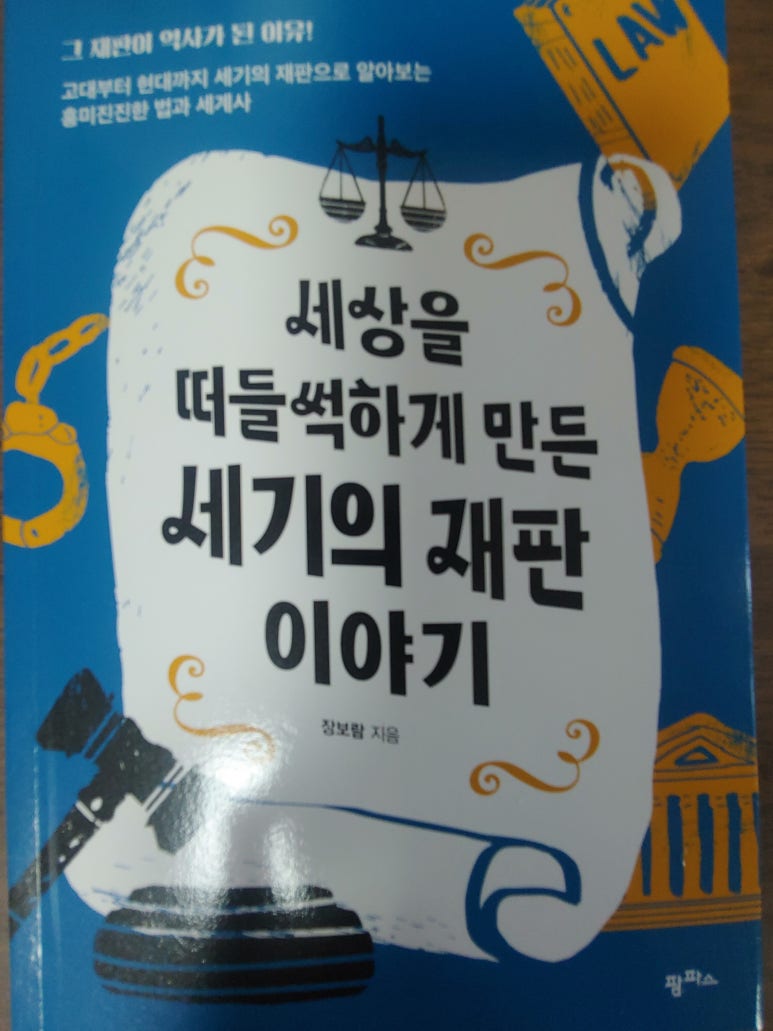 그 재판이 역사가 된 이유!
고대부터 현대까지 세기의 재판으로 알아보는
흥미진진한 법과 세계사
LAW
세상을
떠들썩하게 만든
세기의 재판
이야기
장보람 지음
팜파스